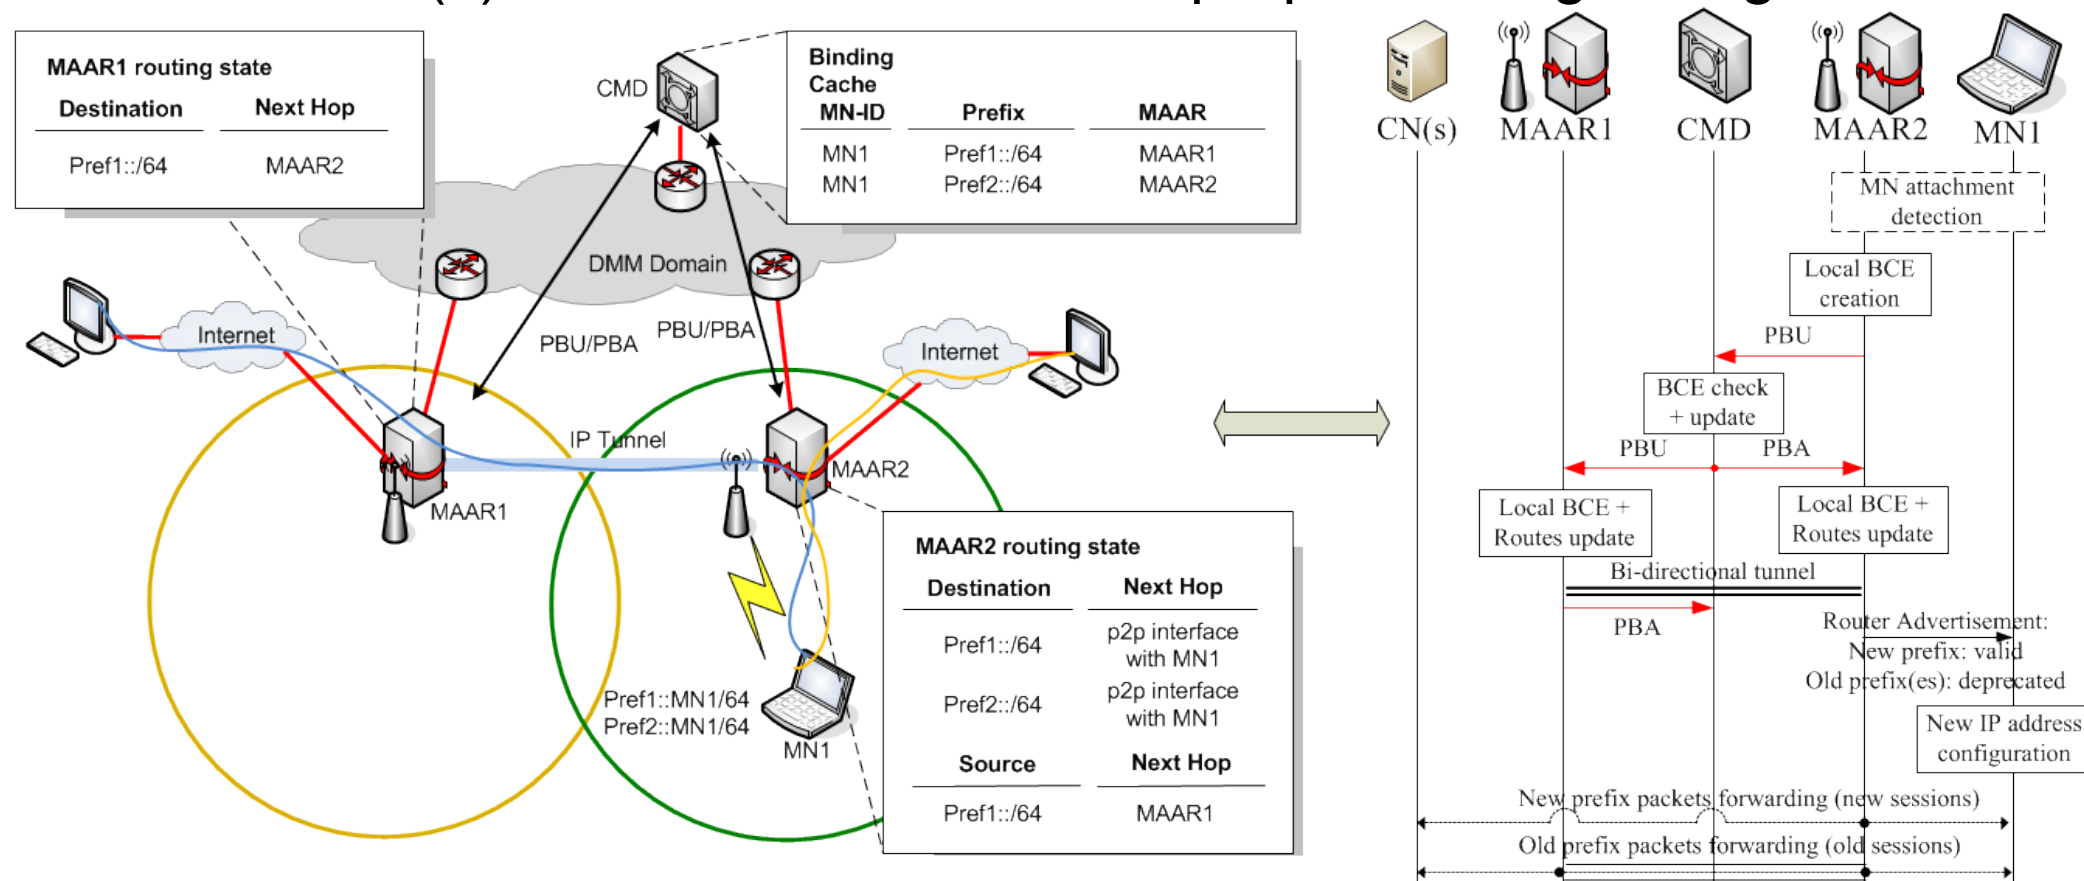 MAAR1 routing state
Destination Next Hop
Pref1::/64 MAAR2
CMD
Binding
Cache
MN-ID Prefix MAAR
MN1 Pref1::/64 MAAR1
MN1 Pref2::/64 MAAR2
DMM Domain
Internet
PBU/PBA
PBU/PBA
Internet
IP Tunnel
MAAR1
MAAR2
MAAR2 routing state
Destination Next Hop
Pref1::/64 p2p interface
with MN1
Pref2::/64 p2p interface
with MN1
Source Next Hop
Pref1::/64 MAAR1
Pref1::MN1/64
Pref2::MN1/64
MN1
CN(s) MAAR1 CMD MAAR2 MN1
MN attachment
detection
Local BCE
creation
PBU
BCE check
+ update
PBU PBA
Local BCE +
Routes update
Local BCE +
Routes update
Bi-directional tunnel
PBA
Router Advertisement:
New prefix: valid
Old prefix(es): deprecated
New IP address
configuration
New prefix packets forwarding (new sessions)
Old prefix packets forwarding (old sessions)